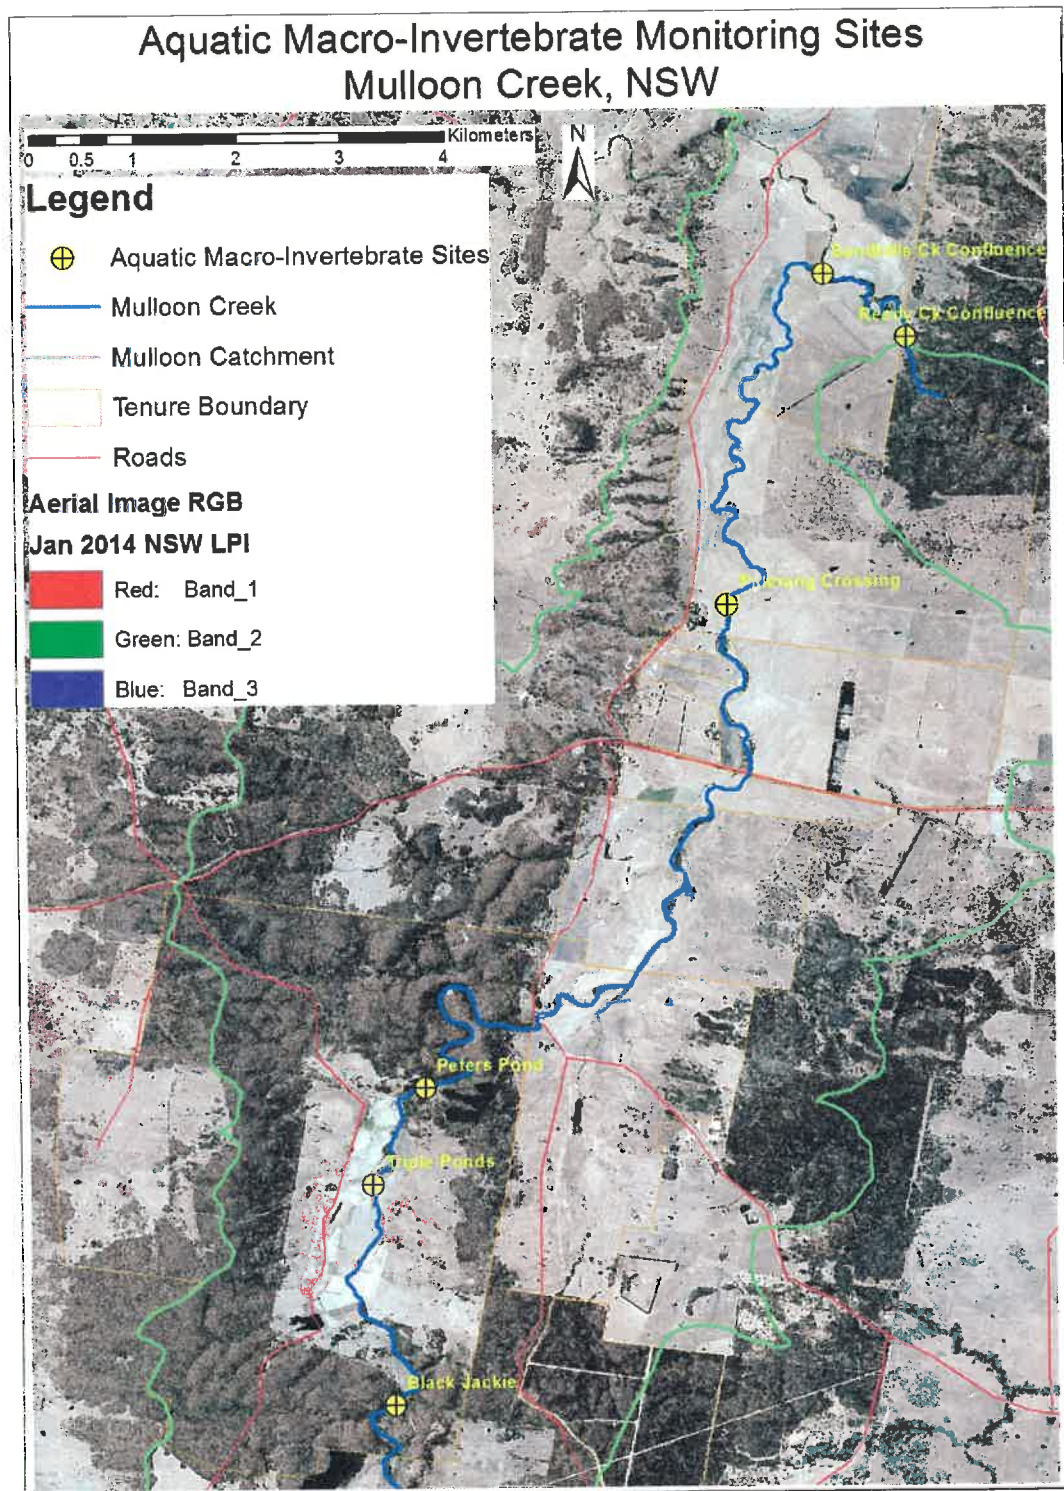 Aquatic Macro-Invertebrate Monitoring Sites
Mulloon Creek, NSW
Kilometers
0 0.5 1 2 3 4
N
Legend
Aquatic Macro-Invertebrate Sites
Mulloon Creek
Mulloon Catchment
Tenure Boundary
Roads
Aerial Image RGB
Jan 2014 NSW LPI
Red: Band_1
Green: Band_2
Blue: Band_3
Ck Confluence
Reedy Ck Confluence
Crossing
Peters Pond
Triple Ponds
Black Jackie